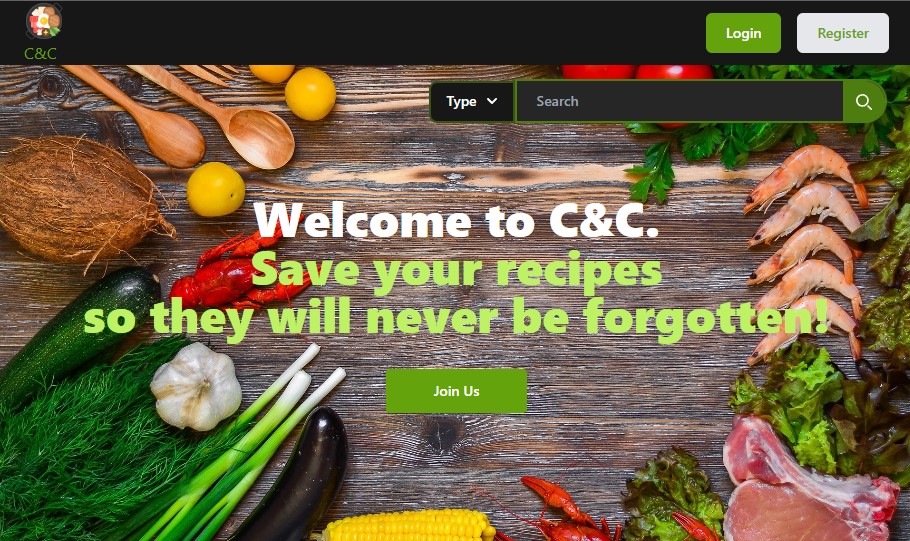 C&C
Login
Register
Type
Search
Welcome to C&C.
Save your recipes
so they will never be forgotten!
Join Us